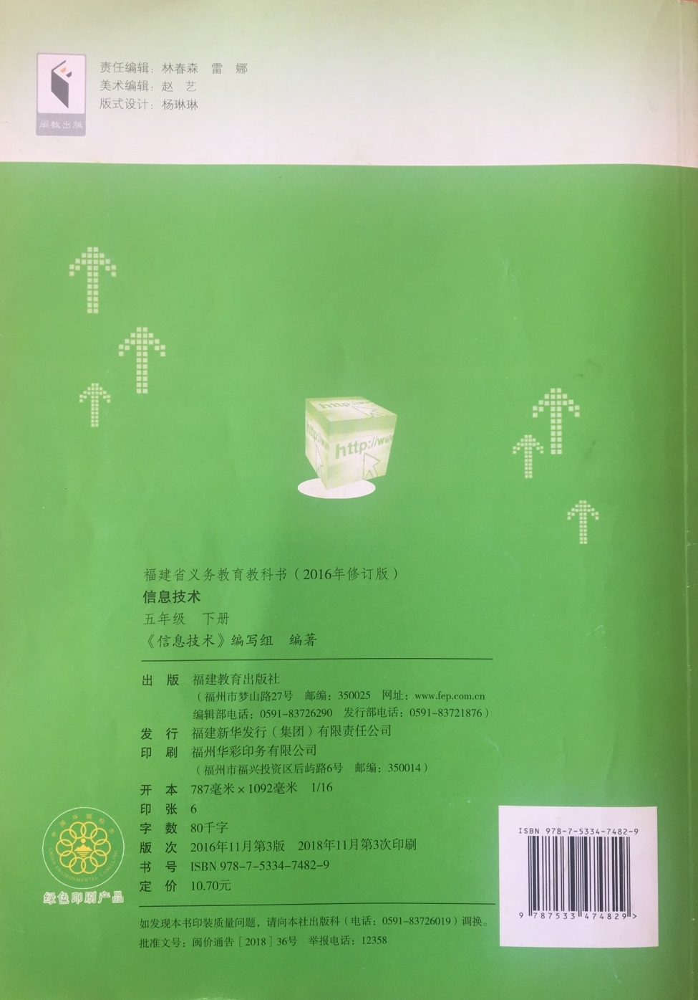 责任编辑：林春森 雷 娜
美术编辑：赵 艺
版式设计：杨琳琳
闽教出版
http://www
http://www
http://www
福建省义务教育教科书（2016年修订版）
信息技术
五年级 下册
《信息技术》编写组 编著
出 版 福建教育出版社
（福州市梦山路27号 邮编：350025 网址：www.fep.com.cn
编辑部电话：0591-83726290 发行部电话：0591-83721876）
发 行 福建新华发行（集团）有限责任公司
印 刷 福州华彩印务有限公司
（福州市福兴投资区后屿路6号 邮编：350014）
开 本 787毫米×1092毫米 1/16
印 张 6
字 数 80千字
版 次 2016年11月第3版 2018年11月第3次印刷
书 号 ISBN 978-7-5334-7482-9
定 价 10.70元
如发现本书印装质量问题，请向本社出版科（电话：0591-83726019）调换。
批准文号：闽价通告［2018］36号 举报电话：12358
中国环境标志
CHINA ENVIRONMENTAL LABELLING
绿色印刷产品
ISBN 978-7-5334-7482-9
9 787533 474829 >